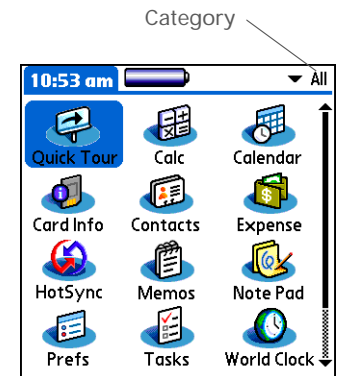 Category
10:53 am All
Quick Tour Calc Calendar
Card Info Contacts Expense
HotSync Memos Note Pad
Prefs Tasks World Clock